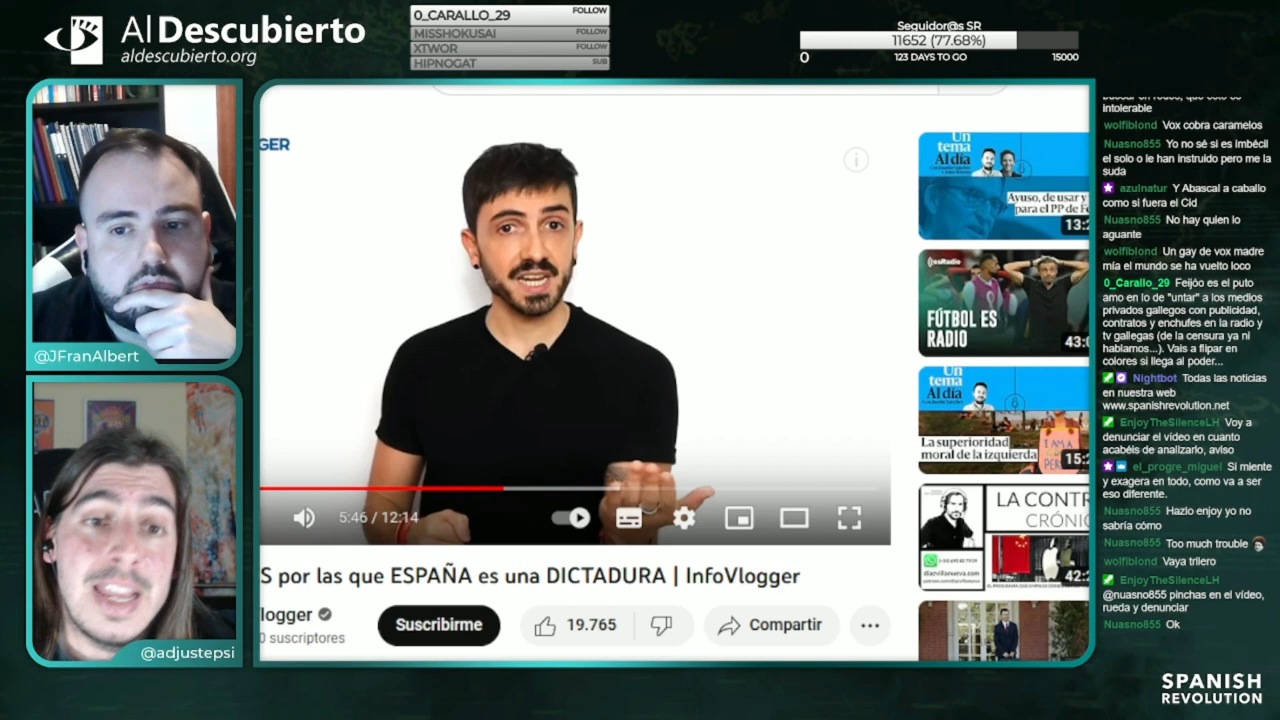 Al Descubierto
aldescubierto.org
0_CARALLO_29 FOLLOW
MISSHOKUSAI FOLLOW
XTWOR FOLLOW
HIPNOGAT SUB
Seguidor@s SR
11652 (77.68%)
0 123 DAYS TO GO 15000
@JFranAlbert
@adjustepsi
GER
5:46 / 12:14
S por las que ESPAÑA es una DICTADURA | InfoVlogger
logger
0 suscriptores
Suscribirme
19.765
Compartir
Un
tema
Al día
Ayuso, de usar y
para el PP de Fe
13:2
esRadio
FÚTBOL ES
RADIO
43:0
Un
tema
Al día
La superioridad
moral de la izquierda
I AM A
15:2
LA CONTR
CRÓNIC
diazvillanueva.com
42:2
intolerable
wolfiblond Vox cobra caramelos
Nuasno855 Yo no sé si es imbécil
el solo o le han instruido pero me la
suda
azulnatur Y Abascal a caballo
como si fuera el Cid
Nuasno855 No hay quien lo
aguante
wolfiblond Un gay de vox madre
mía el mundo se ha vuelto loco
0_Carallo_29 Feijóo es el puto
amo en lo de "untar" a los medios
privados gallegos con publicidad,
contratos y enchufes en la radio y
tv gallegas (de la censura ya ni
hablamos...). Vais a flipar en
colores si llega al poder...
Nightbot Todas las noticias
en nuestra web
www.spanishrevolution.net
EnjoyTheSilenceLH Voy a
denunciar el vídeo en cuanto
acabéis de analizarlo, aviso
el_progre_miguel Si miente
y exagera en todo, como va a ser
eso diferente.
Nuasno855 Hazlo enjoy yo no
sabría cómo
Nuasno855 Too much trouble
wolfiblond Vaya trilero
EnjoyTheSilenceLH
@nuasno855 pinchas en el vídeo,
rueda y denunciar
Nuasno855 Ok
SPANISH
REVOLUTION